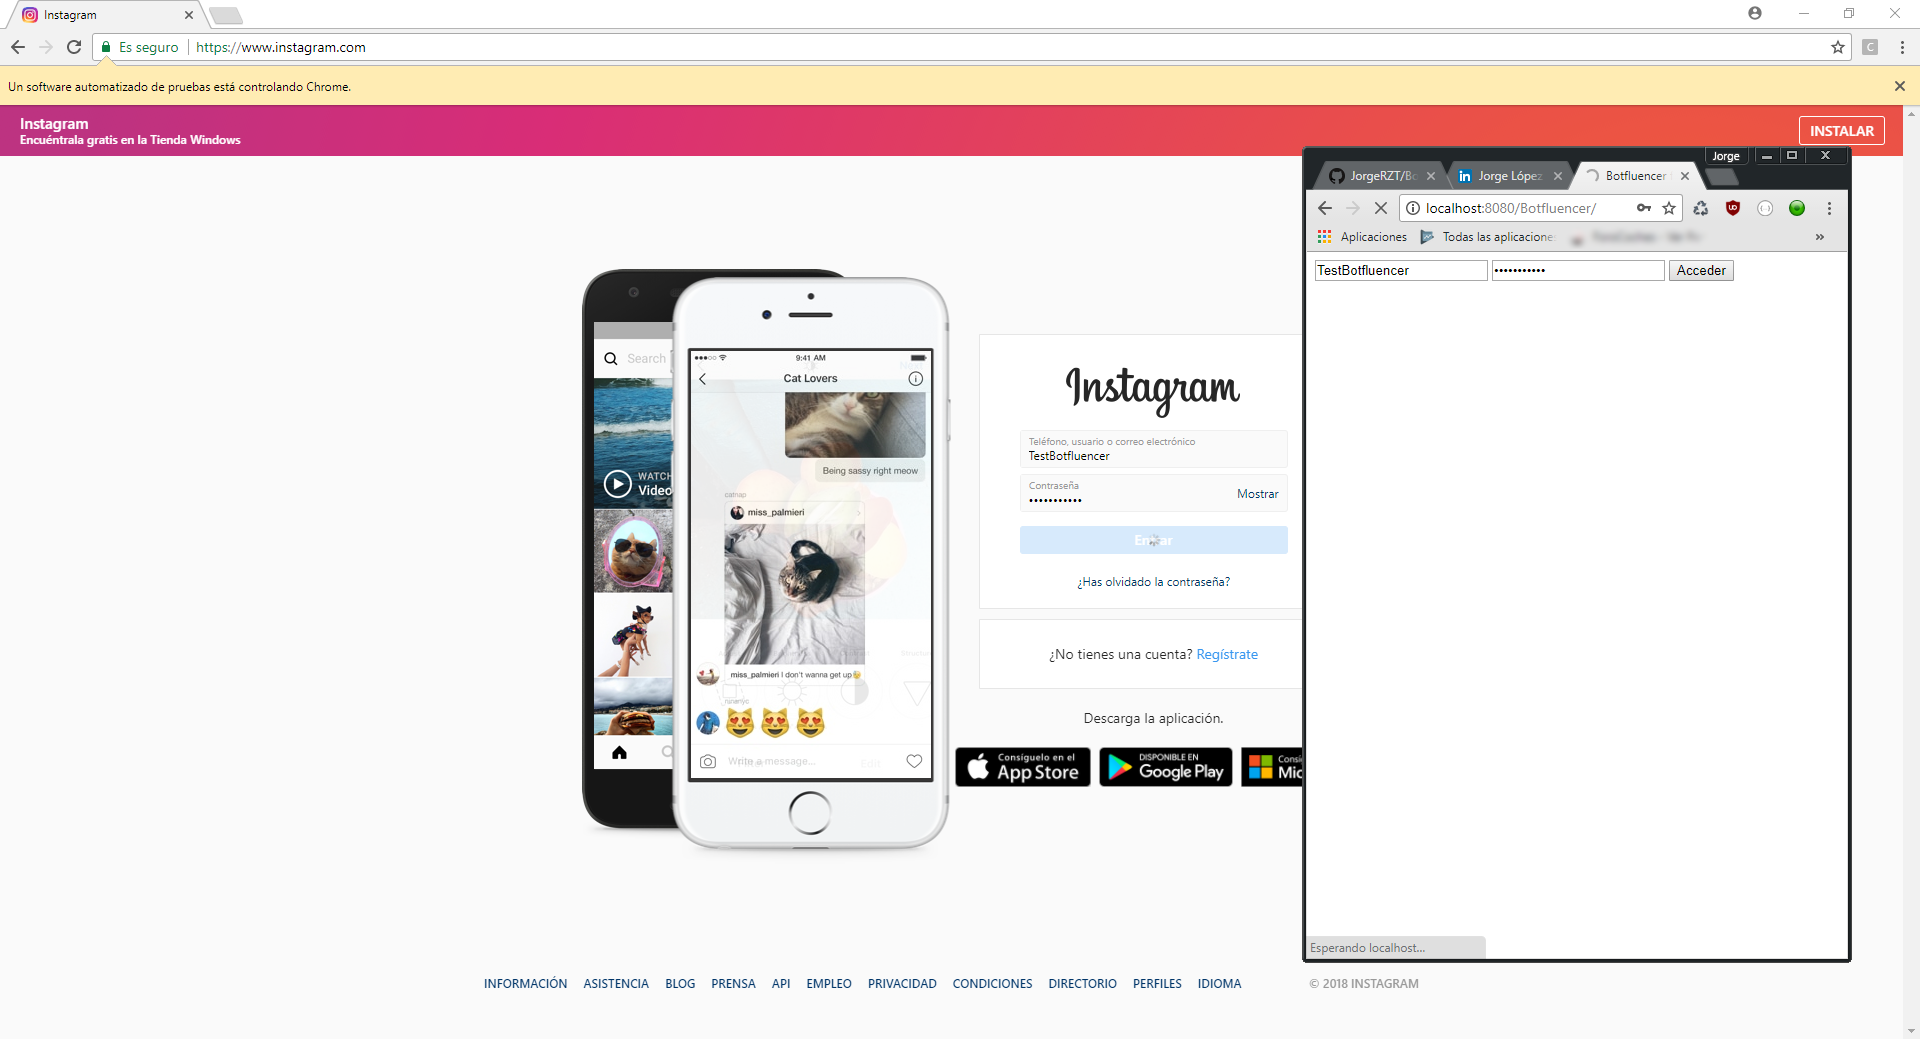 Instagram
Es seguro
https://www.instagram.com
Un software automatizado de pruebas está controlando Chrome.
Instagram
Encuéntrala gratis en la Tienda Windows
INSTALAR
Search
WATCH
Video
9:41 AM
Cat Lovers
Being sassy right meow
catnap
miss_palmieri
miss_palmieri I don't wanna get up
Write a message...
Edit
Instagram
Teléfono, usuario o correo electrónico
TestBotfluencer
Contraseña
•••••••••••
Mostrar
Entrar
¿Has olvidado la contraseña?
¿No tienes una cuenta? Regístrate
Descarga la aplicación.
Consíguelo en el
App Store
DISPONIBLE EN
Google Play
Consi
Mic
INFORMACIÓN ASISTENCIA BLOG PRENSA API EMPLEO PRIVACIDAD CONDICIONES DIRECTORIO PERFILES IDIOMA
© 2018 INSTAGRAM
Jorge
JorgeRZT/Bo
Jorge López
Botfluencer
localhost:8080/Botfluencer/
Aplicaciones
Todas las aplicacione
TestBotfluencer
•••••••••••
Acceder
Esperando localhost...